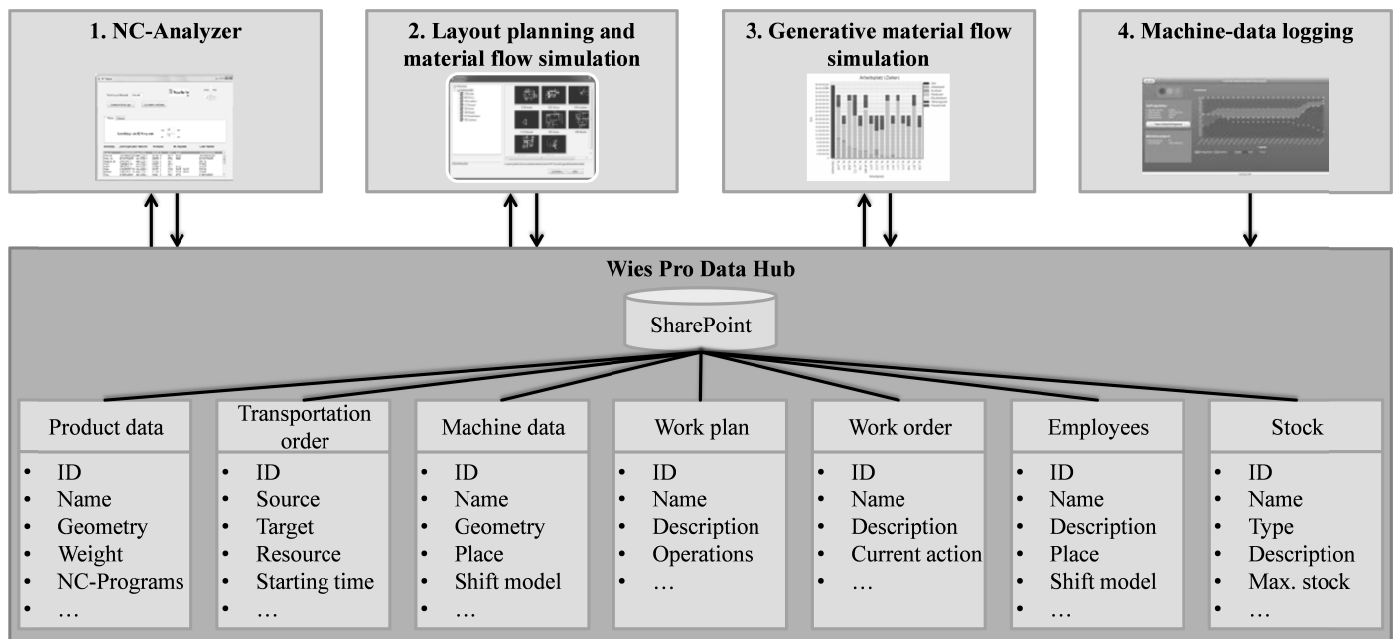 1. NC-Analyzer
2. Layout planning and
material flow simulation
3. Generative material flow
simulation
4. Machine-data logging
Arbeitsplatz (Zeiten)
Wies Pro Data Hub
SharePoint
Product data
• ID
• Name
• Geometry
• Weight
• NC-Programs
• …
Transportation
order
• ID
• Source
• Target
• Resource
• Starting time
• …
Machine data
• ID
• Name
• Geometry
• Place
• Shift model
• …
Work plan
• ID
• Name
• Description
• Operations
• …
Work order
• ID
• Name
• Description
• Current action
• …
Employees
• ID
• Name
• Description
• Place
• Shift model
• …
Stock
• ID
• Name
• Type
• Description
• Max. stock
• …